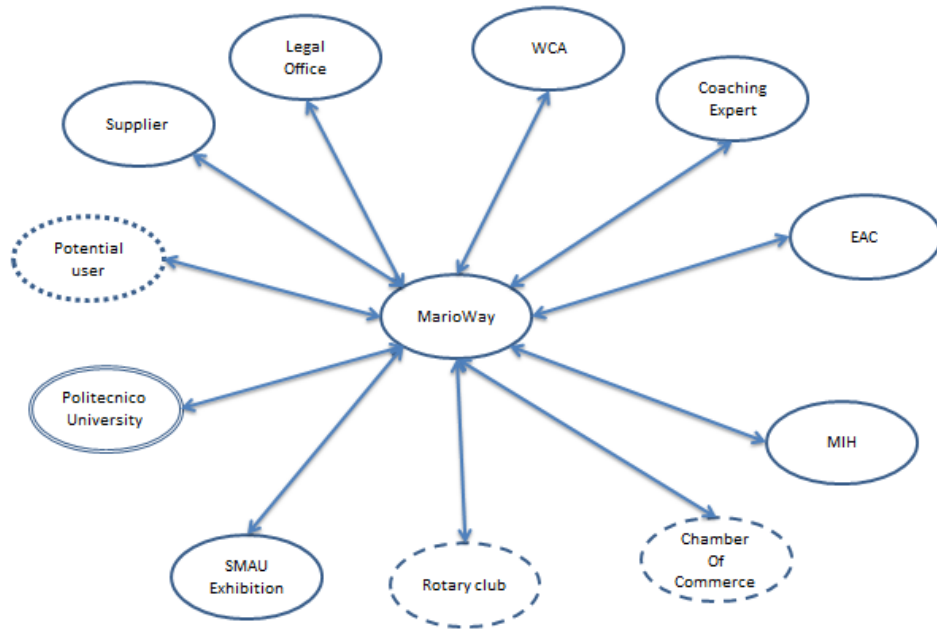 Legal
Office
WCA
Coaching
Expert
Supplier
Potential
user
EAC
MarioWay
Politecnico
University
MIH
SMAU
Exhibition
Rotary club
Chamber
Of
Commerce